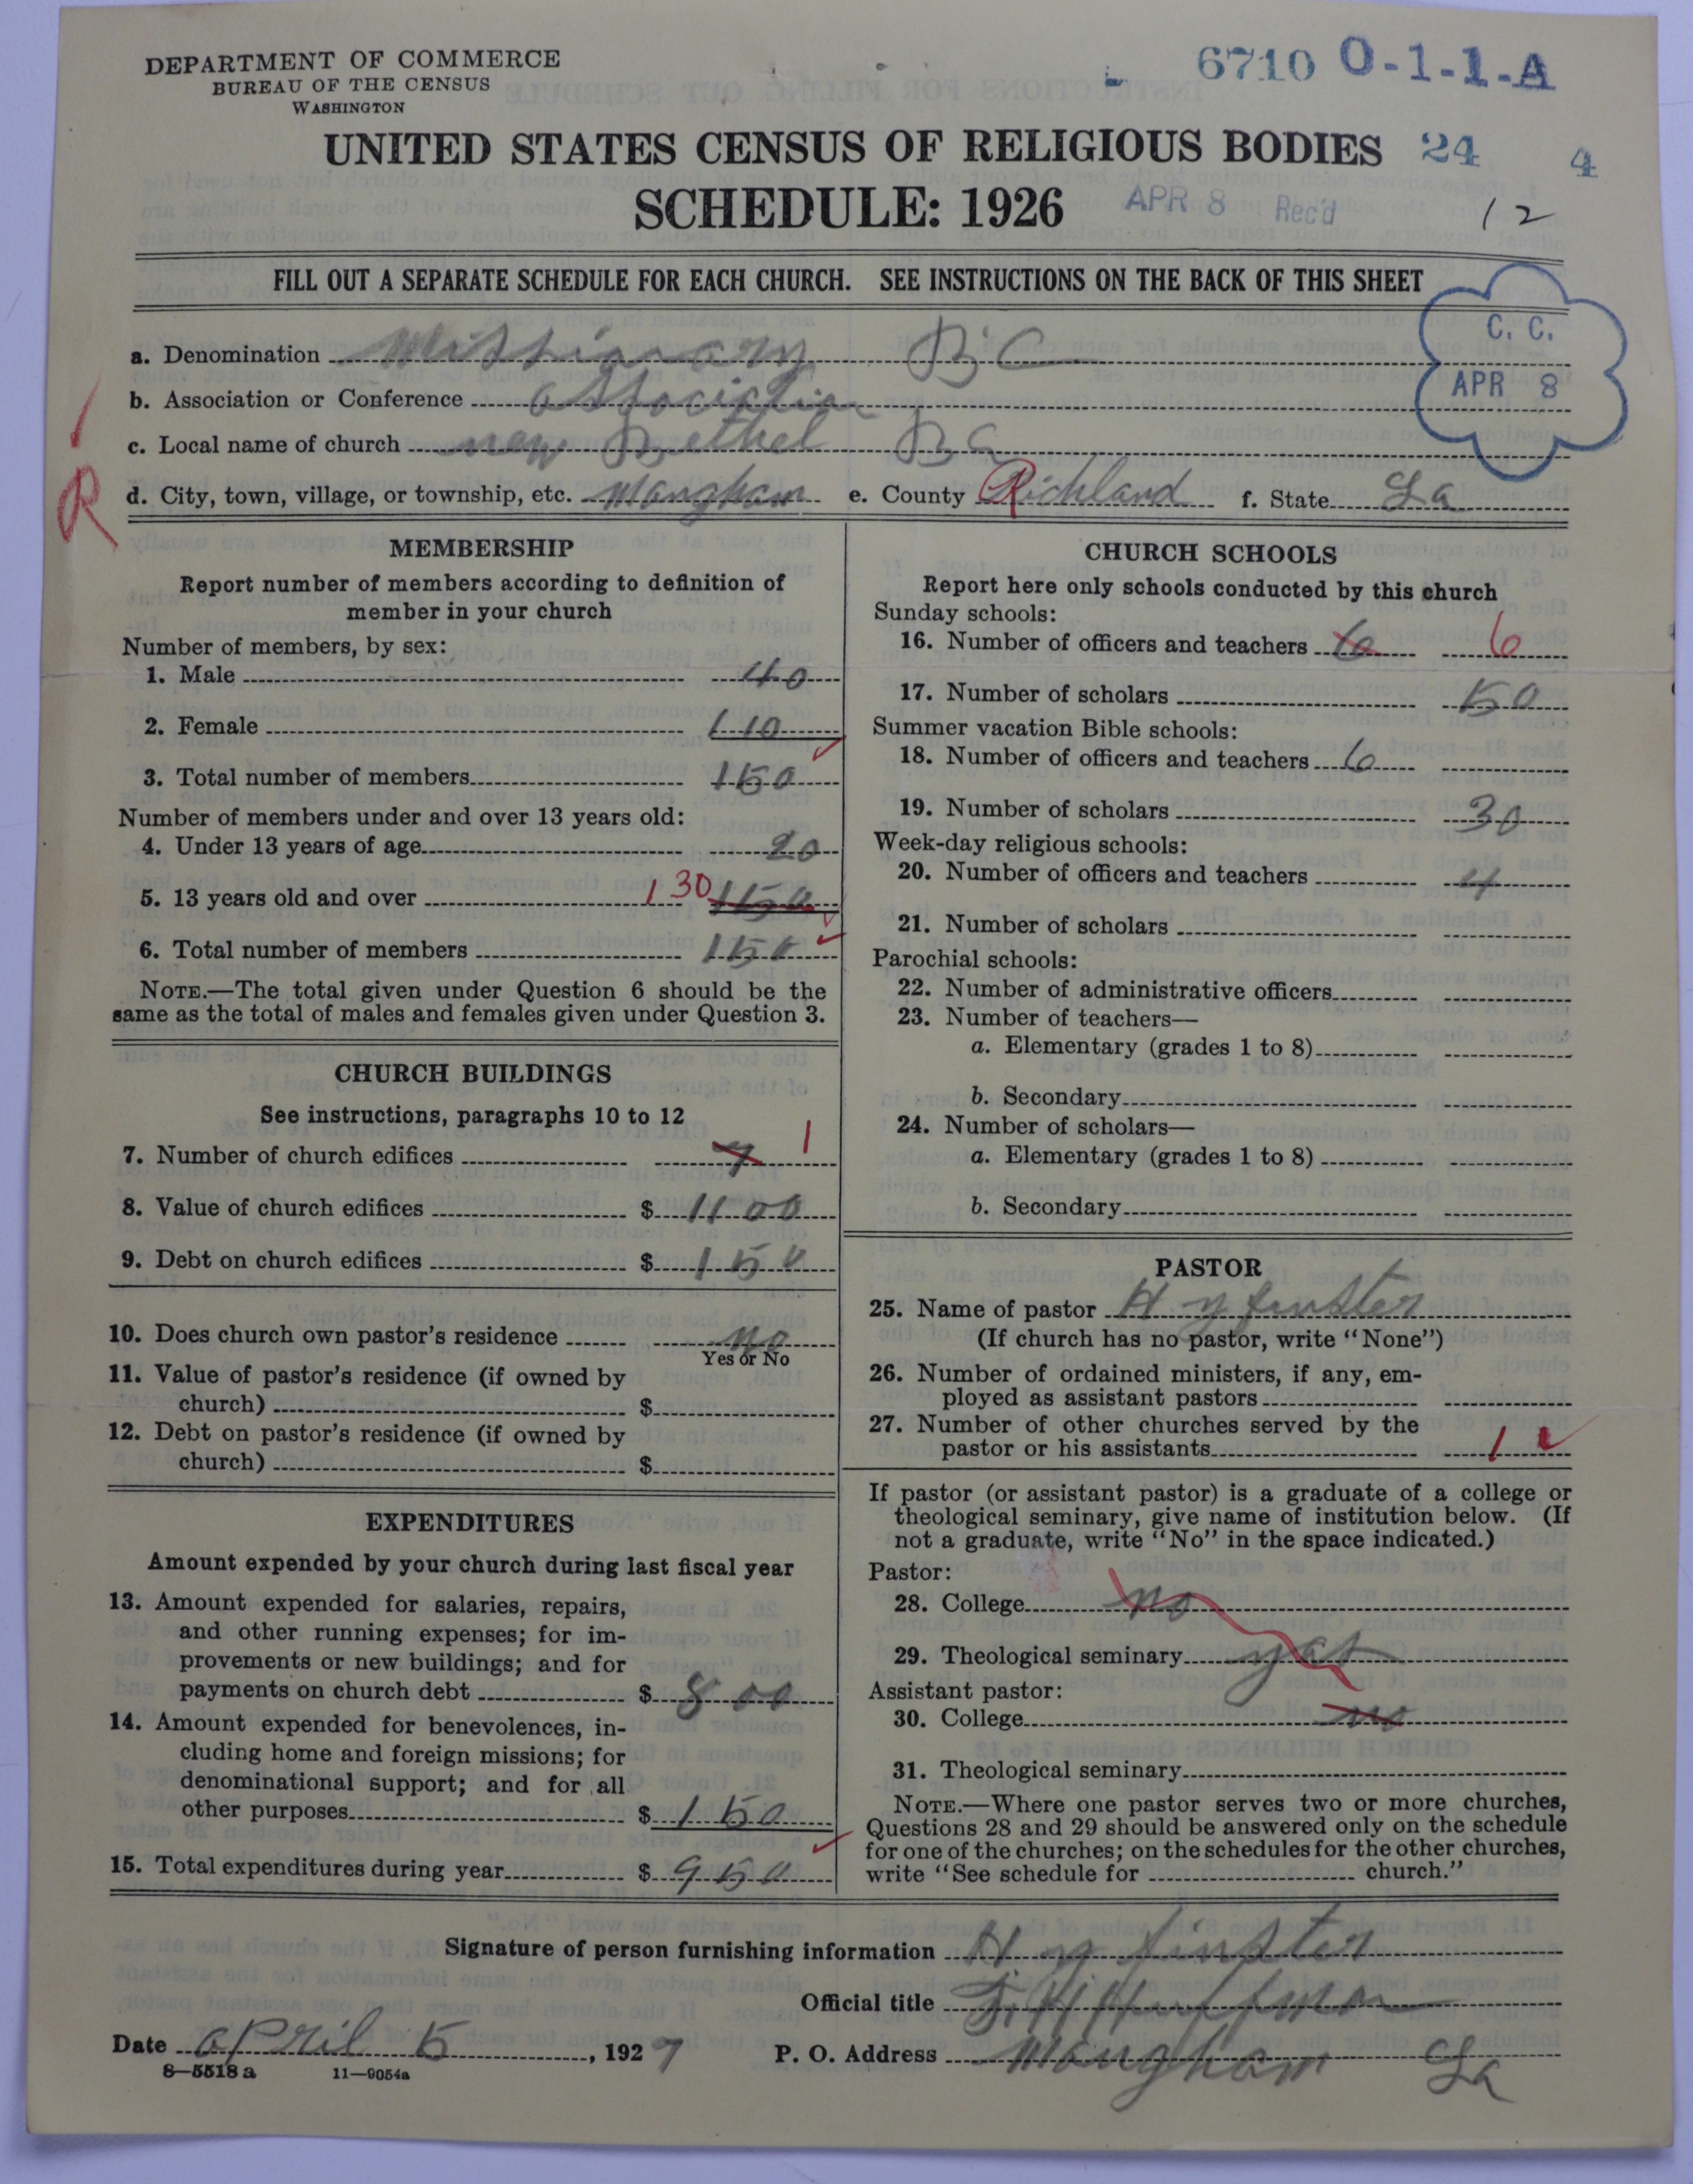 DEPARTMENT OF COMMERCE
BUREAU OF THE CENSUS
WASHINGTON
6710 O-1-1-A
UNITED STATES CENSUS OF RELIGIOUS BODIES 24 4
SCHEDULE: 1926 APR 8 Rec'd 12
FILL OUT A SEPARATE SCHEDULE FOR EACH CHURCH. SEE INSTRUCTIONS ON THE BACK OF THIS SHEET
C. C.
APR 8
a. Denomination Missionary B C
b. Association or Conference association
c. Local name of church new Bethel B C
R
d. City, town, village, or township, etc. Mangham e. County Richland f. State La
MEMBERSHIP
Report number of members according to definition of
member in your church
Number of members, by sex:
1. Male 40
2. Female 110
3. Total number of members 150
Number of members under and over 13 years old:
4. Under 13 years of age 20
5. 13 years old and over 130 150
6. Total number of members 150
NOTE.—The total given under Question 6 should be the
same as the total of males and females given under Question 3.
CHURCH BUILDINGS
See instructions, paragraphs 10 to 12
7. Number of church edifices 1
8. Value of church edifices $ 1100
9. Debt on church edifices $ 150
10. Does church own pastor's residence no
Yes or No
11. Value of pastor's residence (if owned by
church) $
12. Debt on pastor's residence (if owned by
church) $
EXPENDITURES
Amount expended by your church during last fiscal year
13. Amount expended for salaries, repairs,
and other running expenses; for im-
provements or new buildings; and for
payments on church debt $ 800
14. Amount expended for benevolences, in-
cluding home and foreign missions; for
denominational support; and for all
other purposes $ 150
15. Total expenditures during year $ 950
CHURCH SCHOOLS
Report here only schools conducted by this church
Sunday schools:
16. Number of officers and teachers 6 6
17. Number of scholars 50
Summer vacation Bible schools:
18. Number of officers and teachers 6
19. Number of scholars 30
Week-day religious schools:
20. Number of officers and teachers 4
21. Number of scholars
Parochial schools:
22. Number of administrative officers
23. Number of teachers—
a. Elementary (grades 1 to 8)
b. Secondary
24. Number of scholars—
a. Elementary (grades 1 to 8)
b. Secondary
PASTOR
25. Name of pastor H y finster
(If church has no pastor, write "None")
26. Number of ordained ministers, if any, em-
ployed as assistant pastors
27. Number of other churches served by the
pastor or his assistants 1
If pastor (or assistant pastor) is a graduate of a college or
theological seminary, give name of institution below. (If
not a graduate, write "No" in the space indicated.)
Pastor:
28. College no
29. Theological seminary yes
Assistant pastor:
30. College no
31. Theological seminary
NOTE.—Where one pastor serves two or more churches,
Questions 28 and 29 should be answered only on the schedule
for one of the churches; on the schedules for the other churches,
write "See schedule for church."
Signature of person furnishing information H y finster
Official title J. H Huffman
Date april 5, 1927 P. O. Address Mangham La
8—5518 a 11—9054a